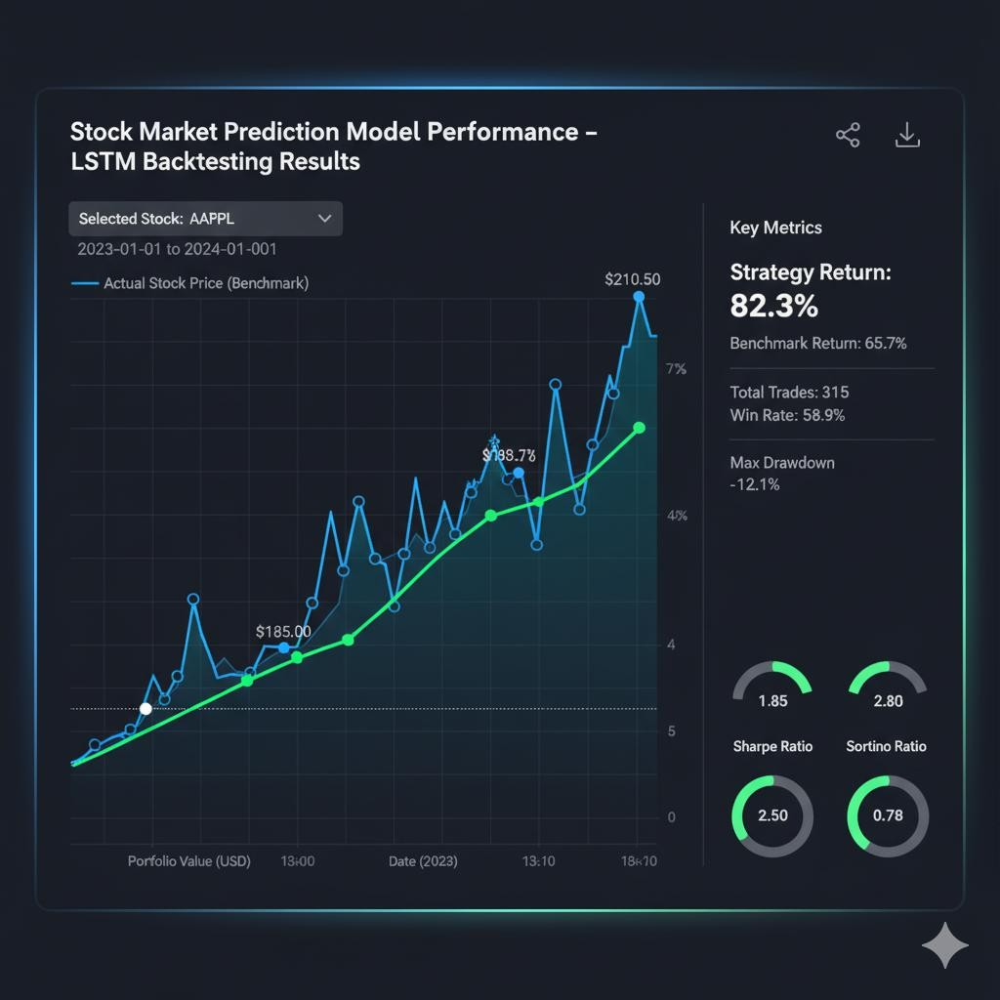 Stock Market Prediction Model Performance –
LSTM Backtesting Results
Selected Stock: AAPPL
2023-01-01 to 2024-01-001
Actual Stock Price (Benchmark)
$210.50
$185.00
7%
4%
4
5
0
Porfolio Value (USD)
Date (2023)
13:10
Key Metrics
Strategy Return:
82.3%
Benchmark Return: 65.7%
Total Trades: 315
Win Rate: 58.9%
Max Drawdown
-12.1%
1.85
2.80
Sharpe Ratio
Sortino Ratio
2.50
0.78